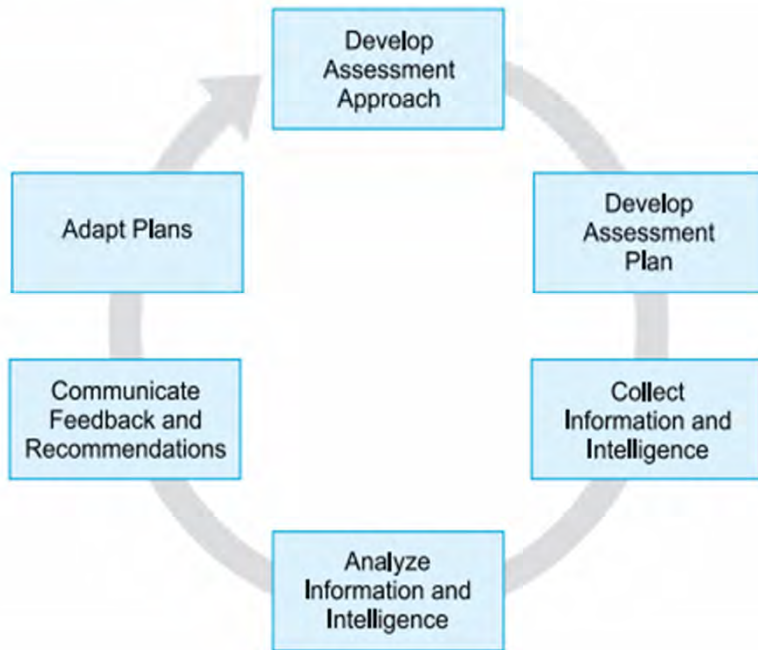 Develop
Assessment
Approach
Develop
Assessment
Plan
Collect
Information and
Intelligence
Analyze
Information and
Intelligence
Communicate
Feedback and
Recommendations
Adapt Plans